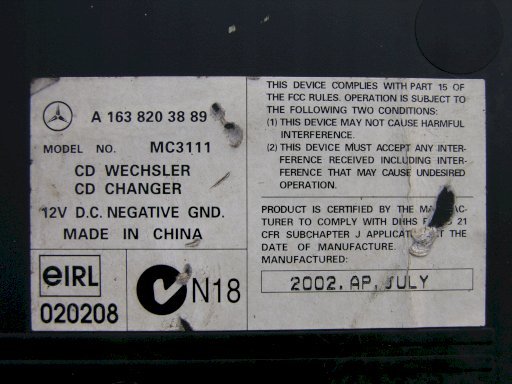 A 163 820 38 89
MODEL NO. MC3111
CD WECHSLER
CD CHANGER
12V D.C. NEGATIVE GND.
MADE IN CHINA
eIRL
020208
N18
THIS DEVICE COMPLIES WITH PART 15 OF
THE FCC RULES. OPERATION IS SUBJECT TO
THE FOLLOWING TWO CONDITIONS:
(1) THIS DEVICE MAY NOT CAUSE HARMFUL
INTERFERENCE.
(2) THIS DEVICE MUST ACCEPT ANY INTER-
FERENCE RECEIVED INCLUDING INTER-
FERENCE THAT MAY CAUSE UNDESIRED
OPERATION.
PRODUCT IS CERTIFIED BY THE MANUFAC-
TURER TO COMPLY WITH DHHS 21
CFR SUBCHAPTER J AT THE
DATE OF MANUFACTURE.
MANUFACTURED:
2002. AP. JULY